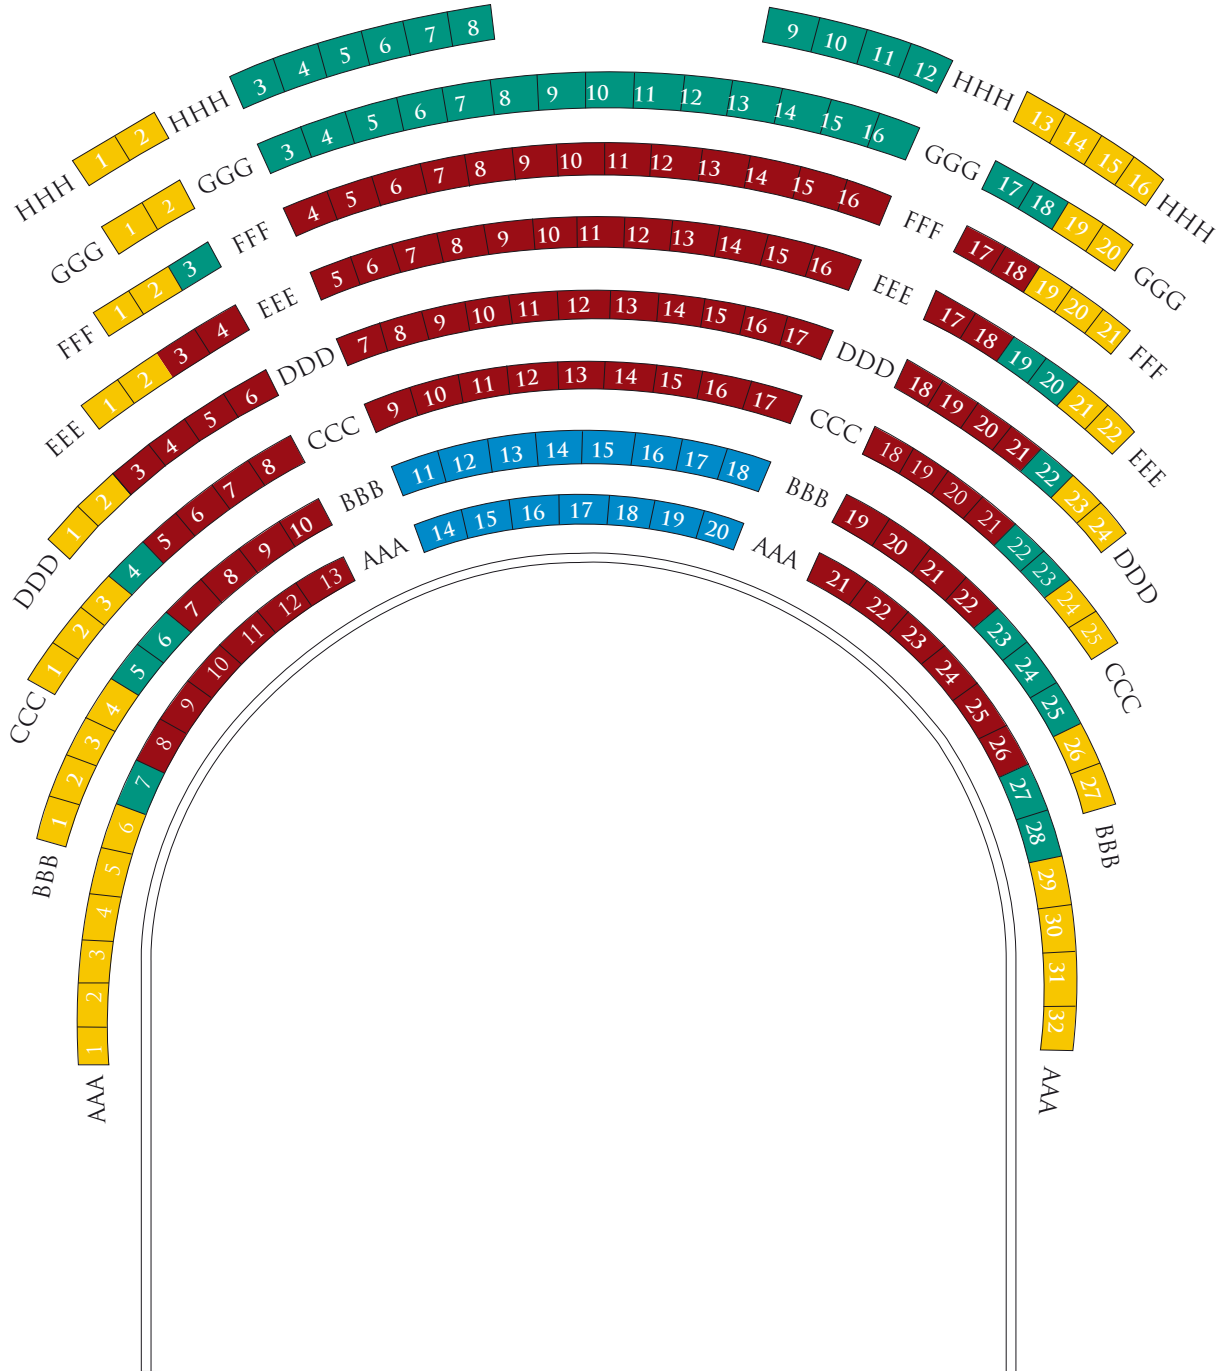 HHH 1 2 HHH 3 4 5 6 7 8 9 10 11 12 HHH 13 14 15 16 HHH
GGG 1 2 GGG 3 4 5 6 7 8 9 10 11 12 13 14 15 16 GGG 17 18 19 20 GGG
FFF 1 2 3 FFF 4 5 6 7 8 9 10 11 12 13 14 15 16 FFF 17 18 19 20 21 FFF
EEE 1 2 3 4 EEE 5 6 7 8 9 10 11 12 13 14 15 16 EEE 17 18 19 20 21 22 EEE
DDD 1 2 3 4 5 6 DDD 7 8 9 10 11 12 13 14 15 16 17 DDD 18 19 20 21 22 23 24 DDD
CCC 1 2 3 4 5 6 7 8 CCC 9 10 11 12 13 14 15 16 17 CCC 18 19 20 21 22 23 24 25 CCC
BBB 1 2 3 4 5 6 7 8 9 10 BBB 11 12 13 14 15 16 17 18 BBB 19 20 21 22 23 24 25 26 27 BBB
AAA 1 2 3 4 5 6 7 8 9 10 11 12 13 AAA 14 15 16 17 18 19 20 AAA 21 22 23 24 25 26 27 28 29 30 31 32 AAA